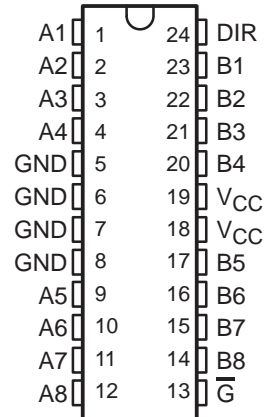 A1 1 24 DIR
A2 2 23 B1
A3 3 22 B2
A4 4 21 B3
GND 5 20 B4
GND 6 19 VCC
GND 7 18 VCC
GND 8 17 B5
A5 9 16 B6
A6 10 15 B7
A7 11 14 B8
A8 12 13 G̅